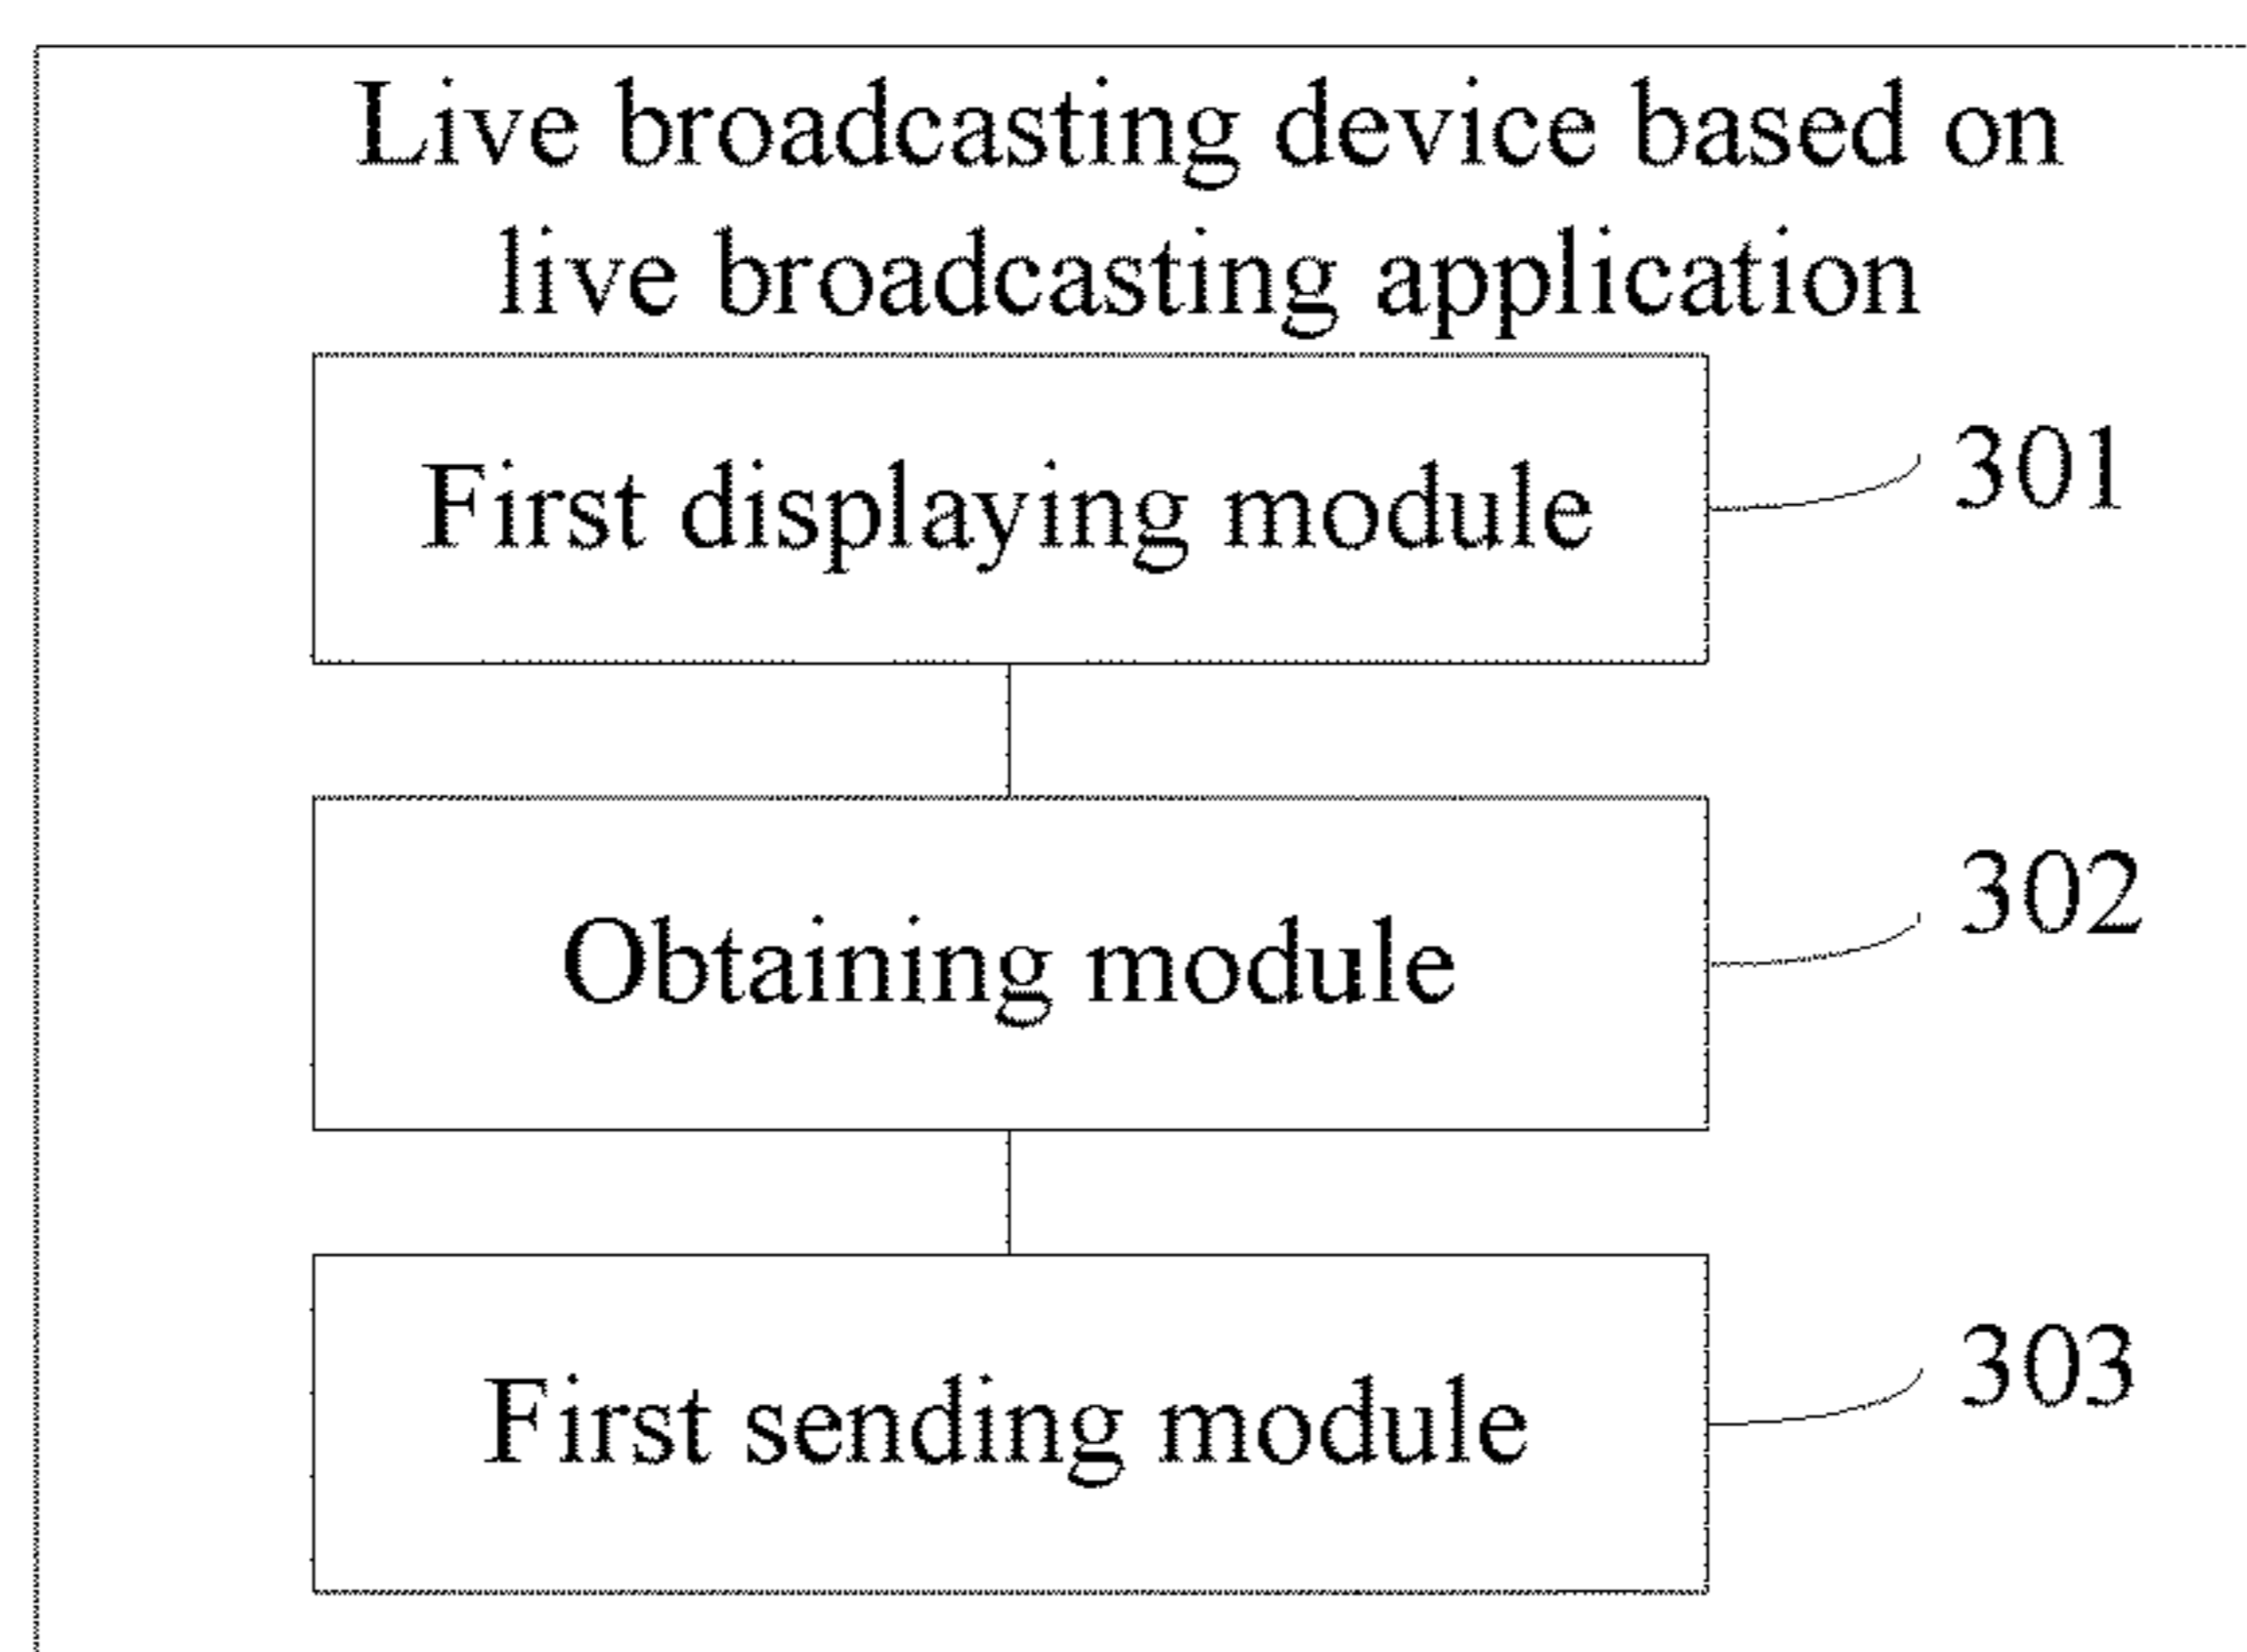 Live broadcasting device based on
live broadcasting application
First displaying module
301
Obtaining module
302
First sending module
303